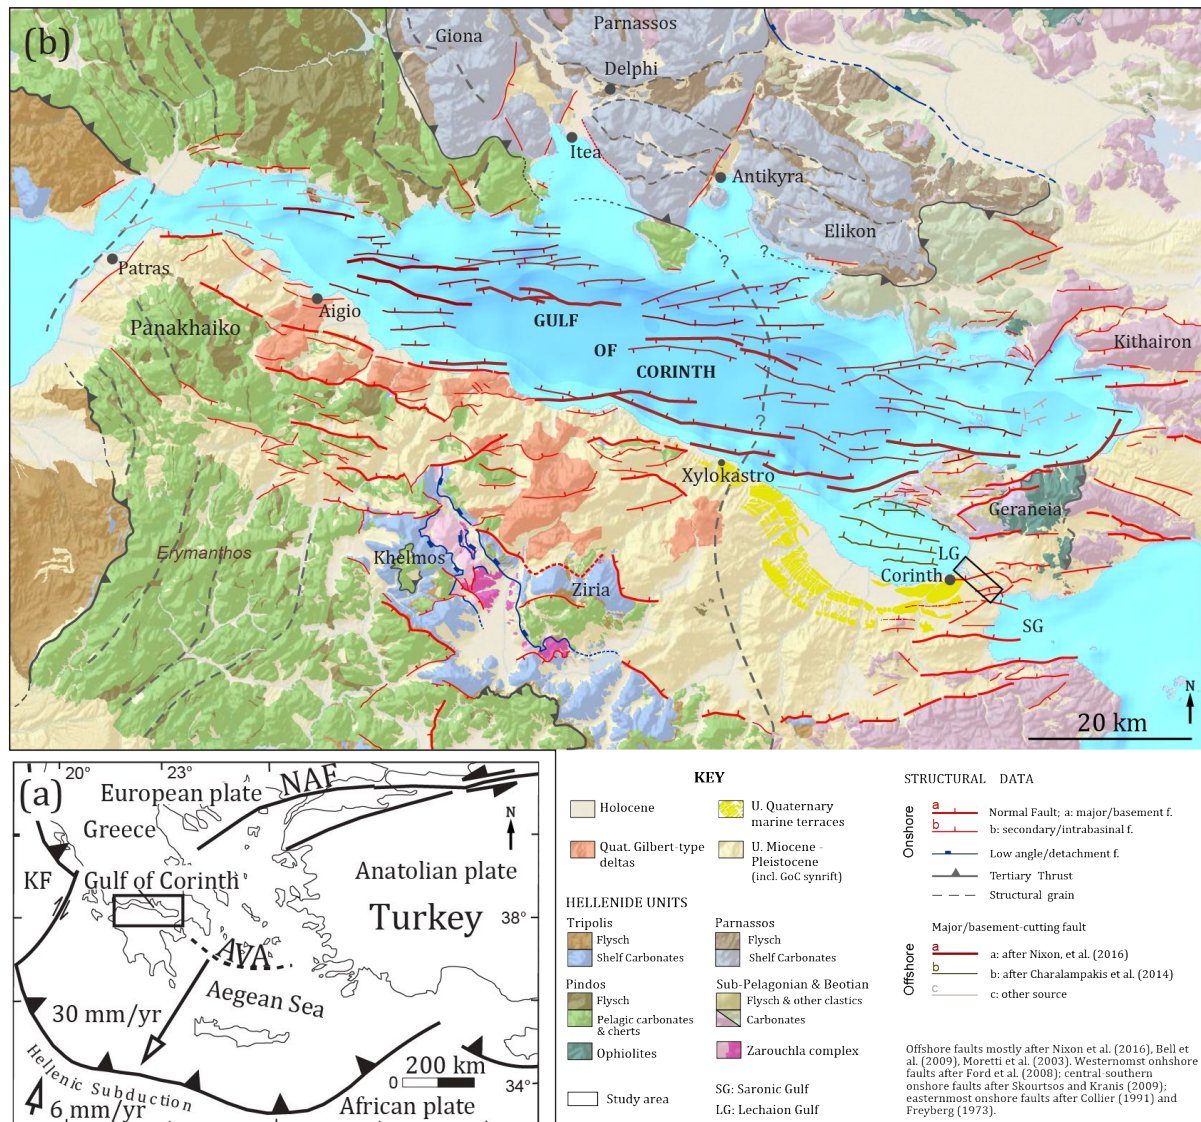 (b)
Giona
Parnassos
Delphi
Itea
Antikyra
Elikon
?
?
Patras
Aigio
Panakhaiko
GULF
OF
CORINTH
Kithairon
?
Xylokastro
Geraneia
LG
Corinth
SG
Erymanthos
Khelmos
Ziria
N
20 km
(a)
20°
23°
NAF
European plate
N
Greece
Anatolian plate
KF
Gulf of Corinth
Turkey
38°
AVA
Aegean Sea
30 mm/yr
Hellenic Subduction
200 km
0
34°
6 mm/yr
African plate
KEY
Holocene
U. Quaternary
marine terraces
Quat. Gilbert-type
deltas
U. Miocene -
Pleistocene
(incl. GoC synrift)
HELLENIDE UNITS
Tripolis
Flysch
Shelf Carbonates
Parnassos
Flysch
Shelf Carbonates
Pindos
Flysch
Pelagic carbonates
& cherts
Ophiolites
Sub-Pelagonian & Beotian
Flysch & other clastics
Carbonates
Zarouchla complex
Study area
SG: Saronic Gulf
LG: Lechaion Gulf
STRUCTURAL DATA
Onshore
a
Normal Fault; a: major/basement f.
b
b: secondary/intrabasinal f.
Low angle/detachment f.
Tertiary Thrust
Structural grain
Major/basement-cutting fault
Offshore
a
a: after Nixon, et al. (2016)
b
b: after Charalampakis et al. (2014)
c
c: other source
Offshore faults mostly after Nixon et al. (2016), Bell et
al. (2009), Moretti et al. (2003). Westernomst onhshore
faults after Ford et al. (2008); central-southern
onshore faults after Skourtsos and Kranis (2009);
easternmost onshore faults after Collier (1991) and
Freyberg (1973).